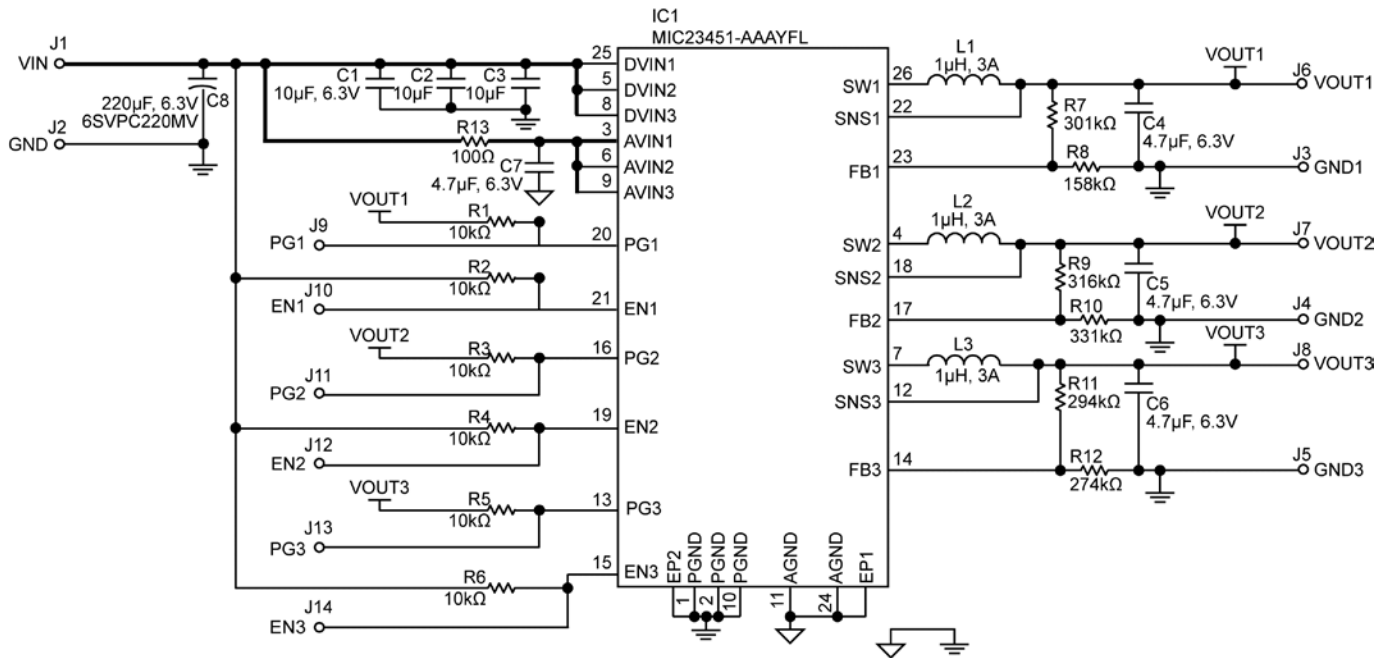 IC1
MIC23451-AAAYFL
J1
VIN
220µF, 6.3V
C8
6SVPC220MV
J2
GND
C1
10µF, 6.3V
C2
10µF
C3
10µF
R13
100Ω
C7
4.7µF, 6.3V
VOUT1
R1
10kΩ
J9
PG1
R2
10kΩ
J10
EN1
VOUT2
R3
10kΩ
J11
PG2
R4
10kΩ
J12
EN2
VOUT3
R5
10kΩ
J13
PG3
R6
10kΩ
J14
EN3
25 DVIN1
5 DVIN2
8 DVIN3
3 AVIN1
6 AVIN2
9 AVIN3
20 PG1
21 EN1
16 PG2
19 EN2
13 PG3
15 EN3
EP2
PGND
PGND
PGND
AGND
AGND
EP1
1
2
10
11
24
SW1 26
SNS1 22
FB1 23
SW2 4
SNS2 18
FB2 17
SW3 7
SNS3 12
FB3 14
L1
1µH, 3A
VOUT1
J6
VOUT1
R7
301kΩ
C4
4.7µF, 6.3V
R8
158kΩ
J3
GND1
L2
1µH, 3A
VOUT2
J7
VOUT2
R9
316kΩ
C5
4.7µF, 6.3V
R10
331kΩ
J4
GND2
L3
1µH, 3A
VOUT3
J8
VOUT3
R11
294kΩ
C6
4.7µF, 6.3V
R12
274kΩ
J5
GND3